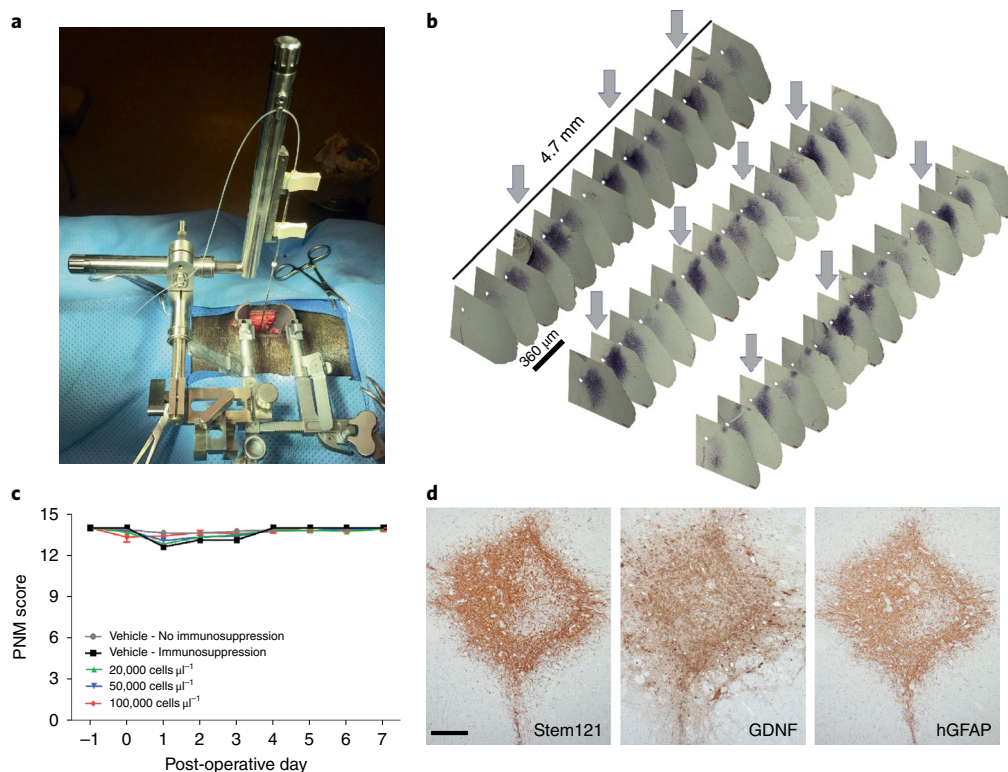 a
b
4.7 mm
360 μm
c
PNM score
15
12
9
6
3
0
Vehicle - No immunosuppression
Vehicle - Immunosuppression
20,000 cells μl⁻¹
50,000 cells μl⁻¹
100,000 cells μl⁻¹
–1 0 1 2 3 4 5 6 7
Post-operative day
d
Stem121
GDNF
hGFAP